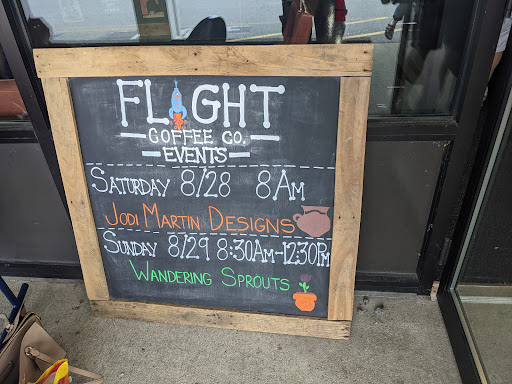 FLIGHT
COFFEE CO.
EVENTS
SATURDAY 8/28 8AM
JODI MARTIN DESIGNS
SUNDAY 8/29 8:30AM-12:30PM
WANDERING SPROUTS